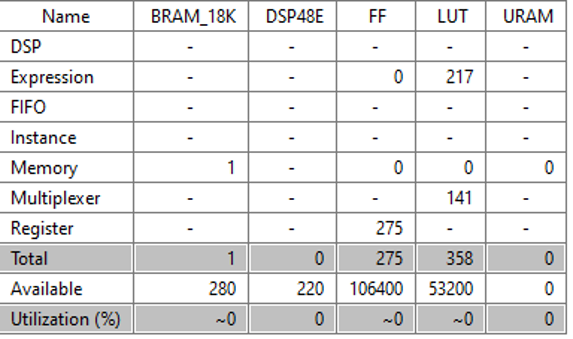 Name BRAM_18K DSP48E FF LUT URAM
DSP - - - - -
Expression - - 0 217 -
FIFO - - - - -
Instance - - - - -
Memory 1 - 0 0 0
Multiplexer - - - 141 -
Register - - 275 - -
Total 1 0 275 358 0
Available 280 220 106400 53200 0
Utilization (%) ~0 0 ~0 ~0 0